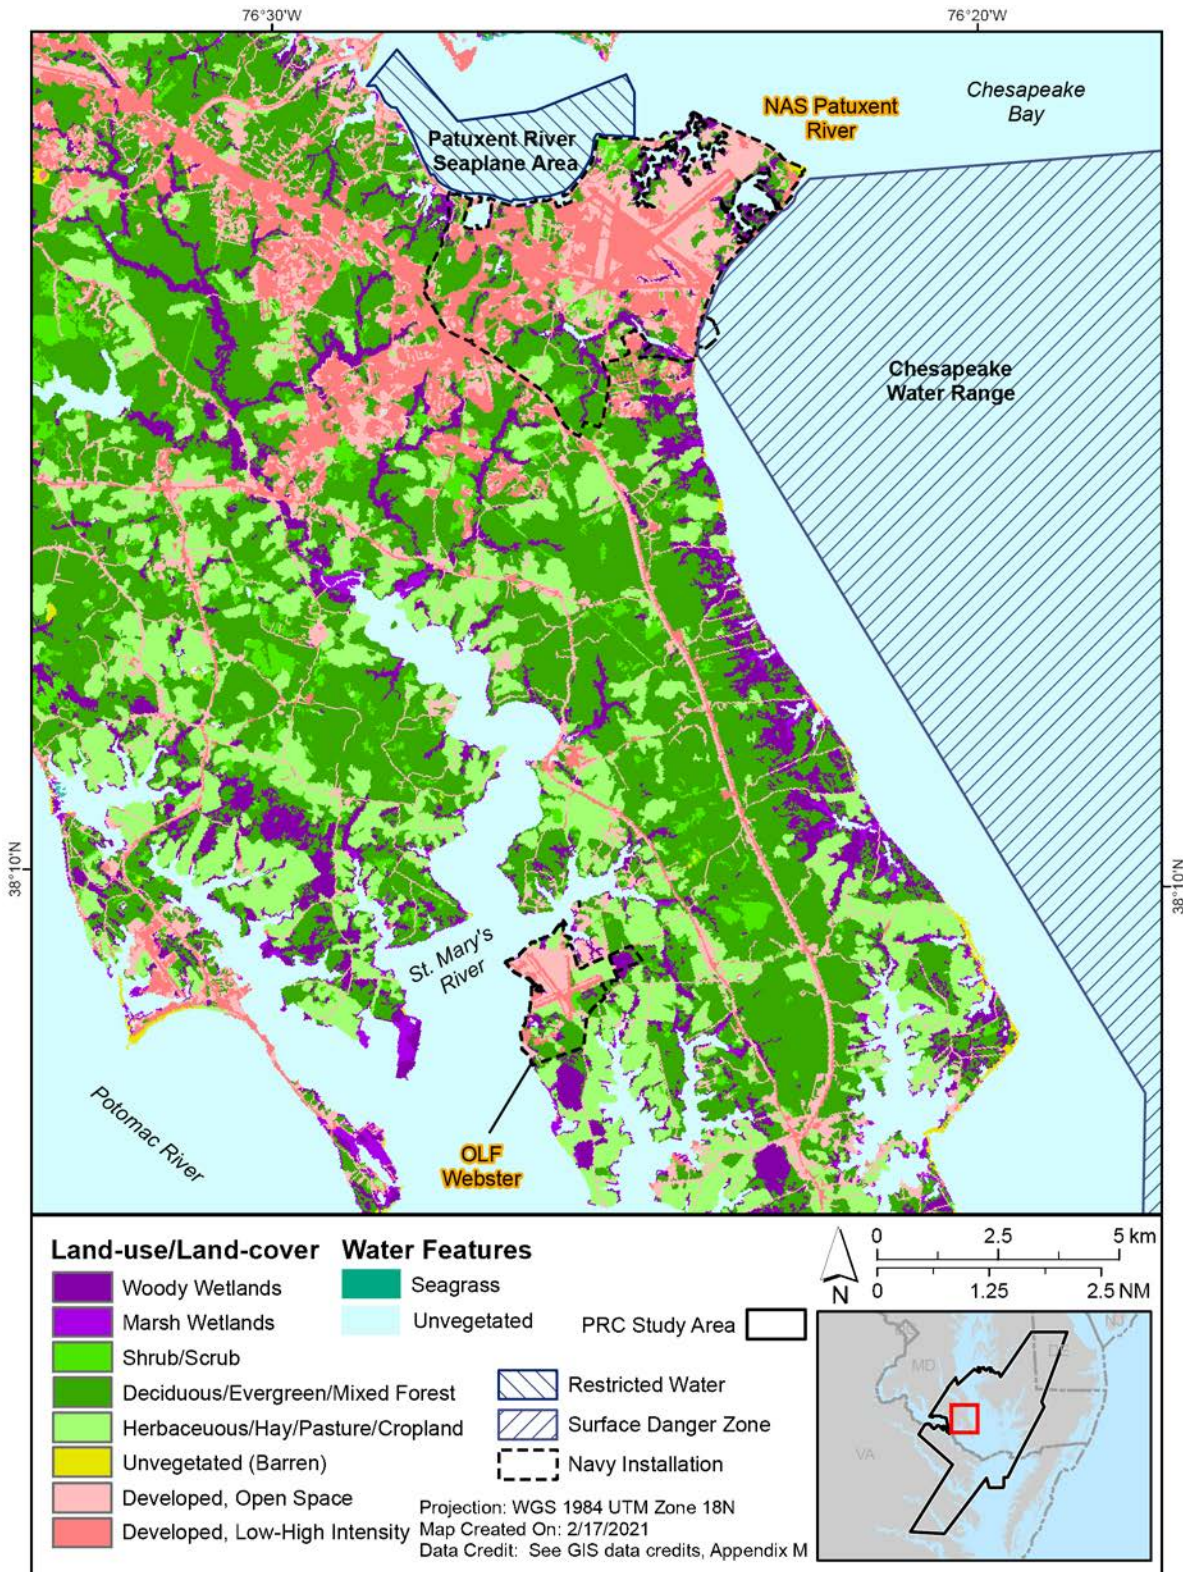 76°30'W
76°20'W
Chesapeake
Bay
NAS Patuxent
River
Patuxent River
Seaplane Area
Chesapeake
Water Range
38°10'N
38°10'N
St. Mary's
River
Potomac River
OLF
Webster
Land-use/Land-cover
Woody Wetlands
Marsh Wetlands
Shrub/Scrub
Deciduous/Evergreen/Mixed Forest
Herbaceuous/Hay/Pasture/Cropland
Unvegetated (Barren)
Developed, Open Space
Developed, Low-High Intensity
Water Features
Seagrass
Unvegetated
PRC Study Area
Restricted Water
Surface Danger Zone
Navy Installation
Projection: WGS 1984 UTM Zone 18N
Map Created On: 2/17/2021
Data Credit: See GIS data credits, Appendix M
N
0 2.5 5 km
0 1.25 2.5 NM
MD
DE
NJ
VA